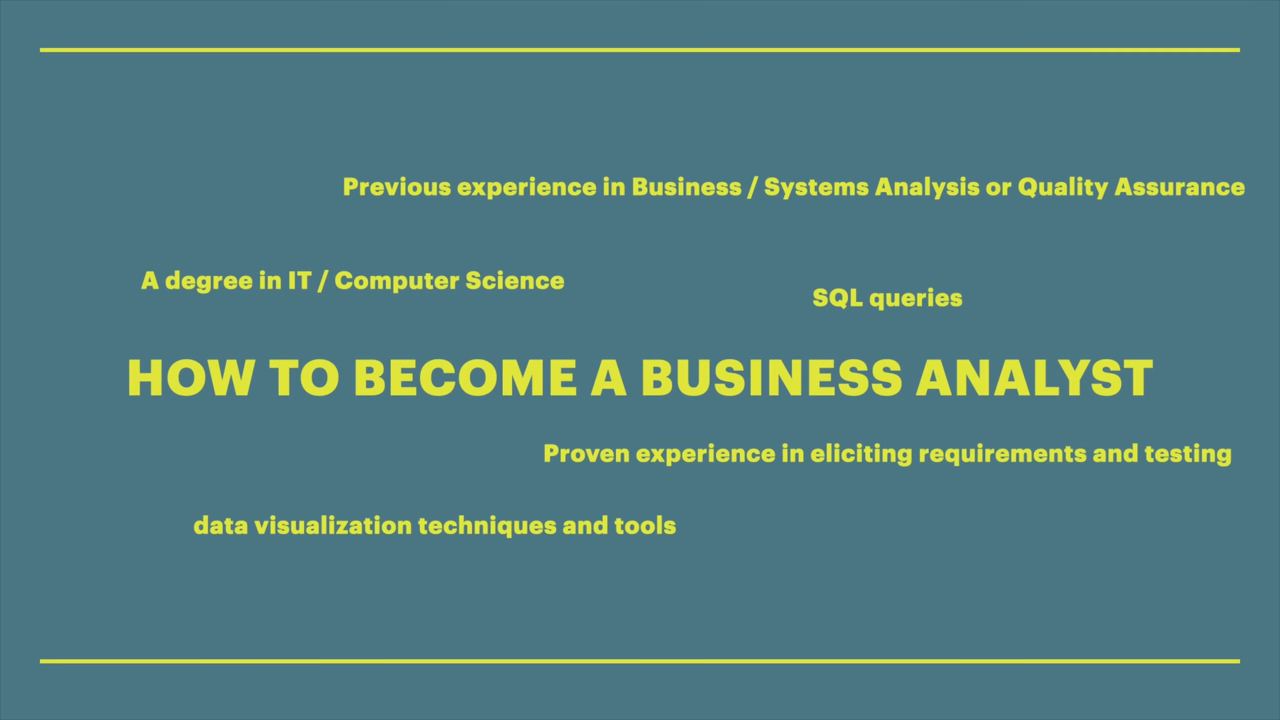 Previous experience in Business / Systems Analysis or Quality Assurance
A degree in IT / Computer Science
SQL queries
HOW TO BECOME A BUSINESS ANALYST
Proven experience in eliciting requirements and testing
data visualization techniques and tools